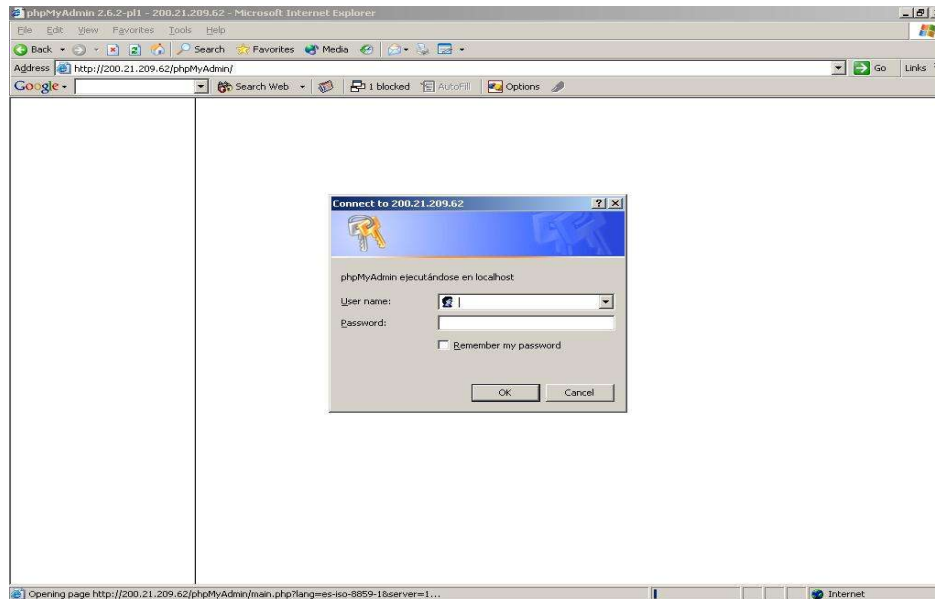 phpMyAdmin 2.6.2-pl1 - 200.21.209.62 - Microsoft Internet Explorer
File Edit View Favorites Tools Help
Back Search Favorites Media
Address http://200.21.209.62/phpMyAdmin/ Go Links
Google Search Web 1 blocked AutoFill Options
Connect to 200.21.209.62
phpMyAdmin ejecutándose en localhost
User name:
Password:
Remember my password
OK Cancel
Opening page http://200.21.209.62/phpMyAdmin/main.php?lang=es-iso-8859-1&server=1... Internet